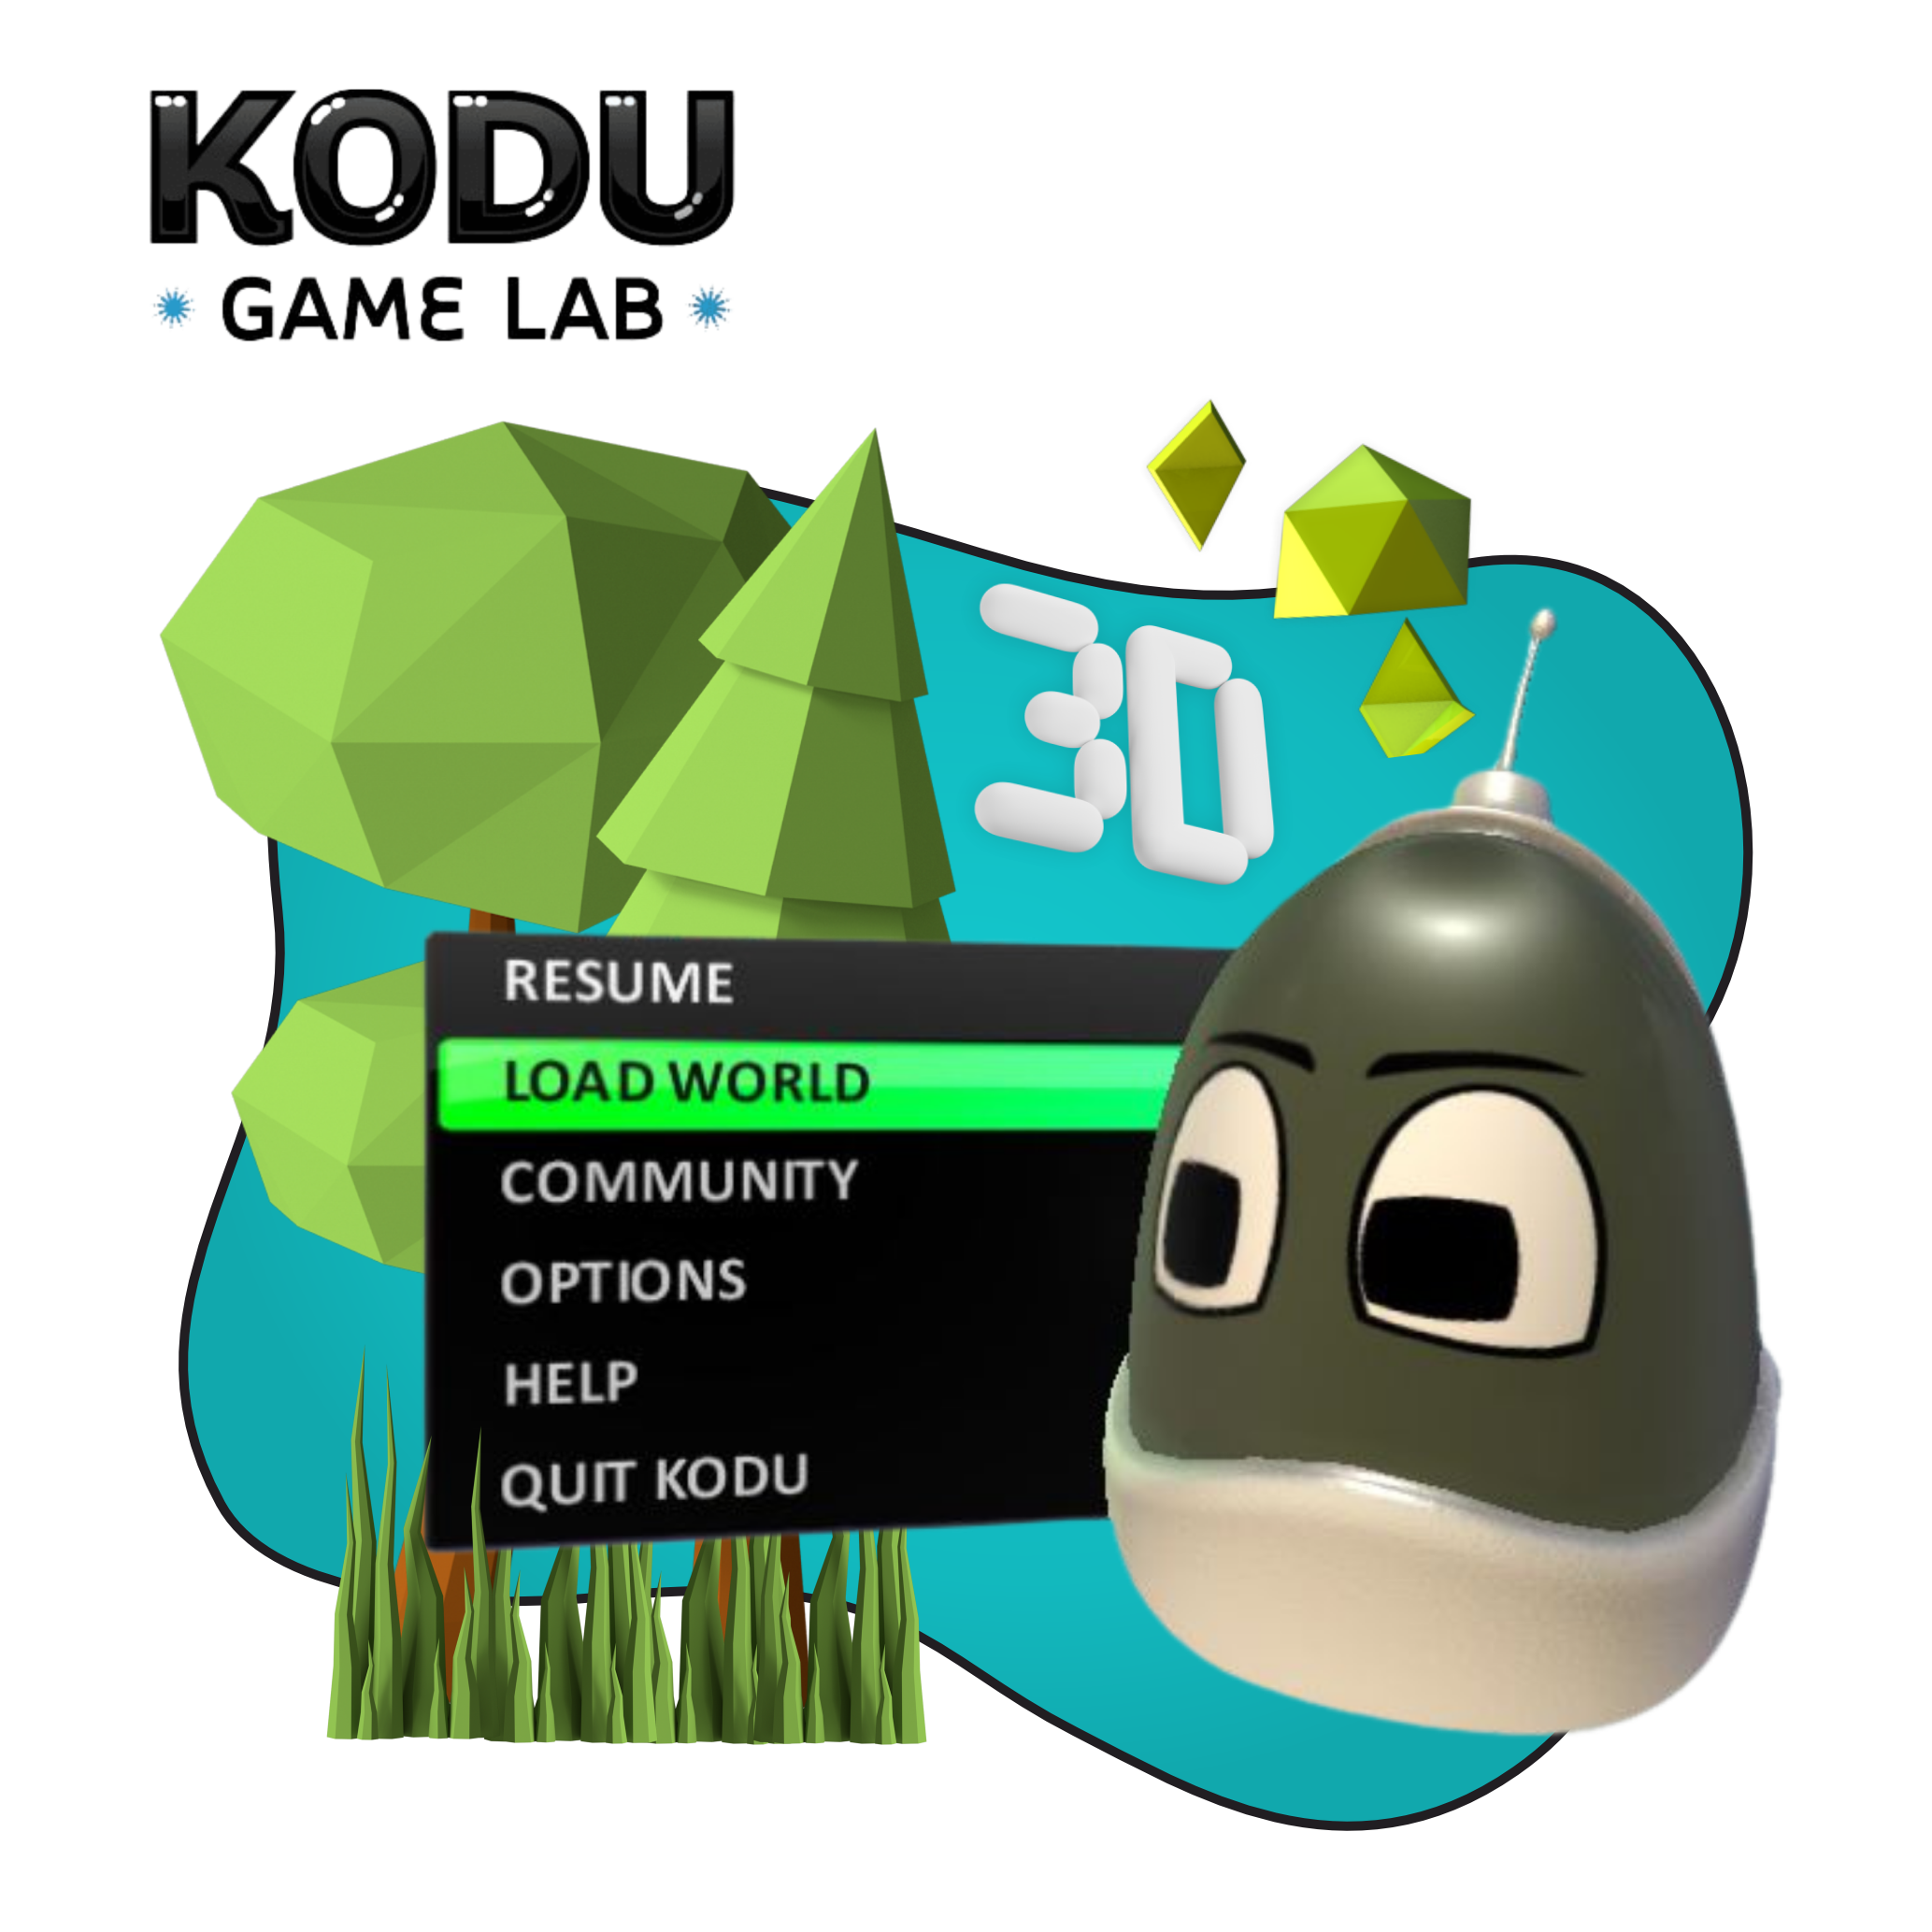 KODU
GAME LAB
3D
RESUME
LOAD WORLD
COMMUNITY
OPTIONS
HELP
QUIT KODU